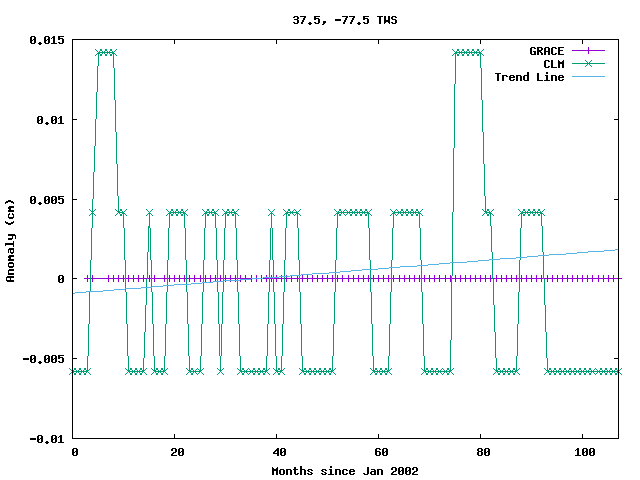 37.5, -77.5 TWS
GRACE
CLM
Trend Line
0.015
0.01
0.005
0
-0.005
-0.01
Anomaly (cm)
0 20 40 60 80 100
Months since Jan 2002